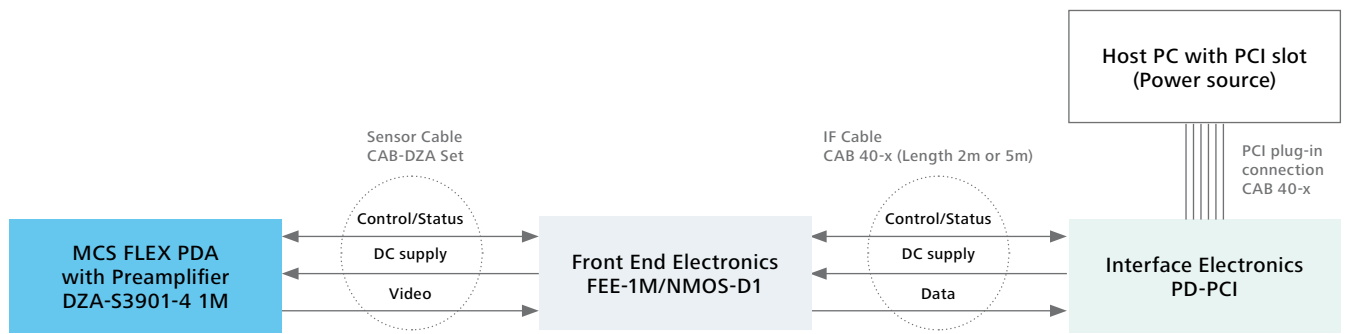 Host PC with PCI slot
(Power source)
Sensor Cable
CAB-DZA Set
IF Cable
CAB 40-x (Length 2m or 5m)
PCI plug-in
connection
CAB 40-x
MCS FLEX PDA
with Preamplifier
DZA-S3901-4 1M
Control/Status
DC supply
Video
Front End Electronics
FEE-1M/NMOS-D1
Control/Status
DC supply
Data
Interface Electronics
PD-PCI